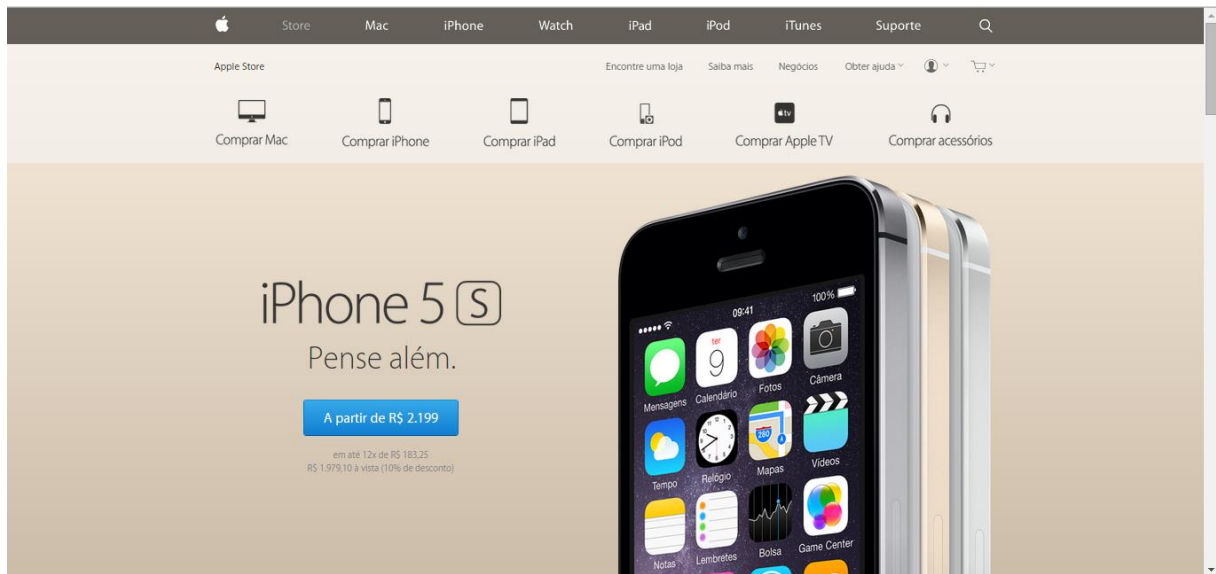 Store Mac iPhone Watch iPad iPod iTunes Suporte
Apple Store Encontre uma loja Saiba mais Negócios Obter ajuda
tv
Comprar Mac Comprar iPhone Comprar iPad Comprar iPod Comprar Apple TV Comprar acessórios
iPhone 5 S
Pense além.
A partir de R$ 2.199
em até 12x de R$ 183,25
R$ 1.979,10 à vista (10% de desconto)
09:41 100%
ter
9
Mensagens Calendário Fotos Câmera
280
Tempo Relógio Mapas Vídeos
Notas Lembretes Bolsa Game Center